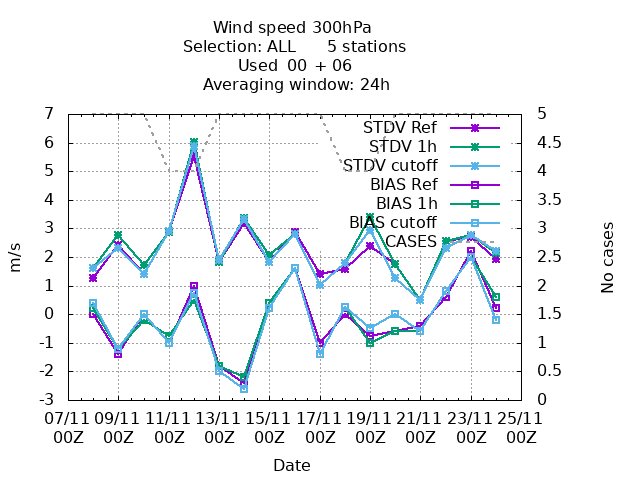 Wind speed 300hPa
Selection: ALL 5 stations
Used 00 + 06
Averaging window: 24h
7
6
5
4
3
2
1
0
-1
-2
-3
m/s
5
4.5
4
3.5
3
2.5
2
1.5
1
0.5
0
No cases
STDV Ref
STDV 1h
STDV cutoff
BIAS Ref
BIAS 1h
BIAS cutoff
CASES
07/11 09/11 11/11 13/11 15/11 17/11 19/11 21/11 23/11 25/11
00Z 00Z 00Z 00Z 00Z 00Z 00Z 00Z 00Z 00Z
Date